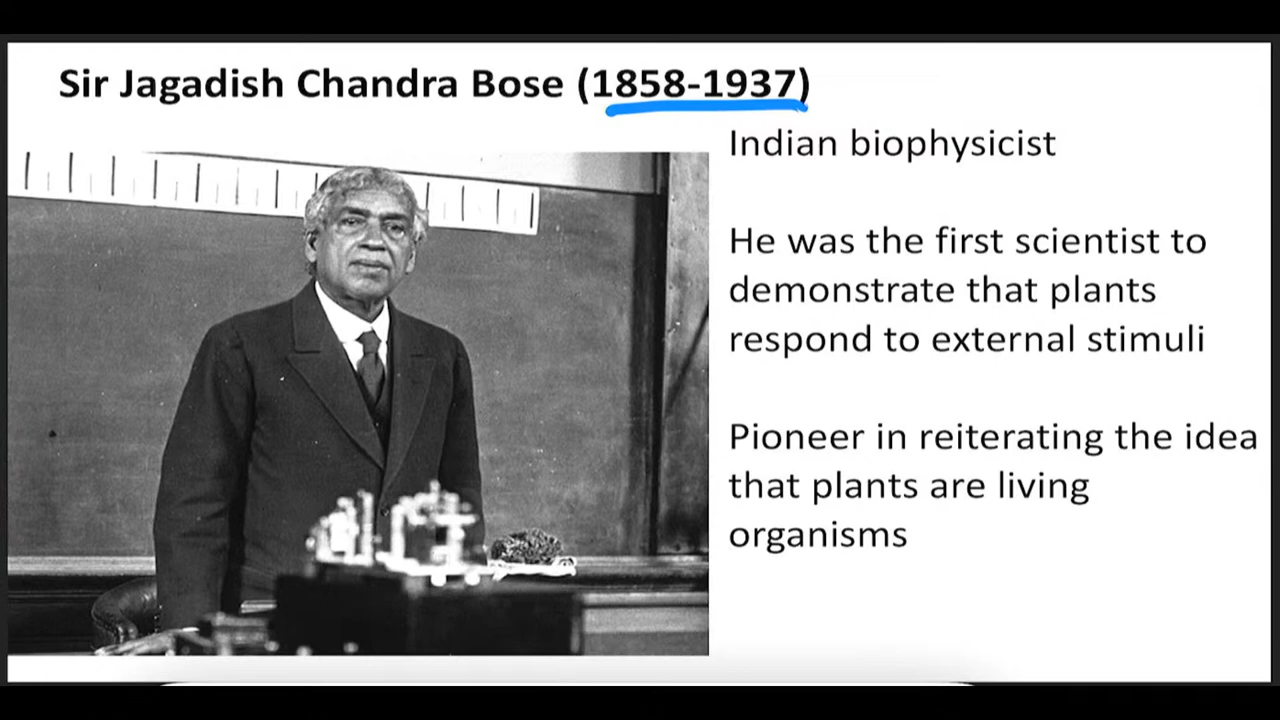 Sir Jagadish Chandra Bose (1858-1937)
Indian biophysicist
He was the first scientist to
demonstrate that plants
respond to external stimuli
Pioneer in reiterating the idea
that plants are living
organisms